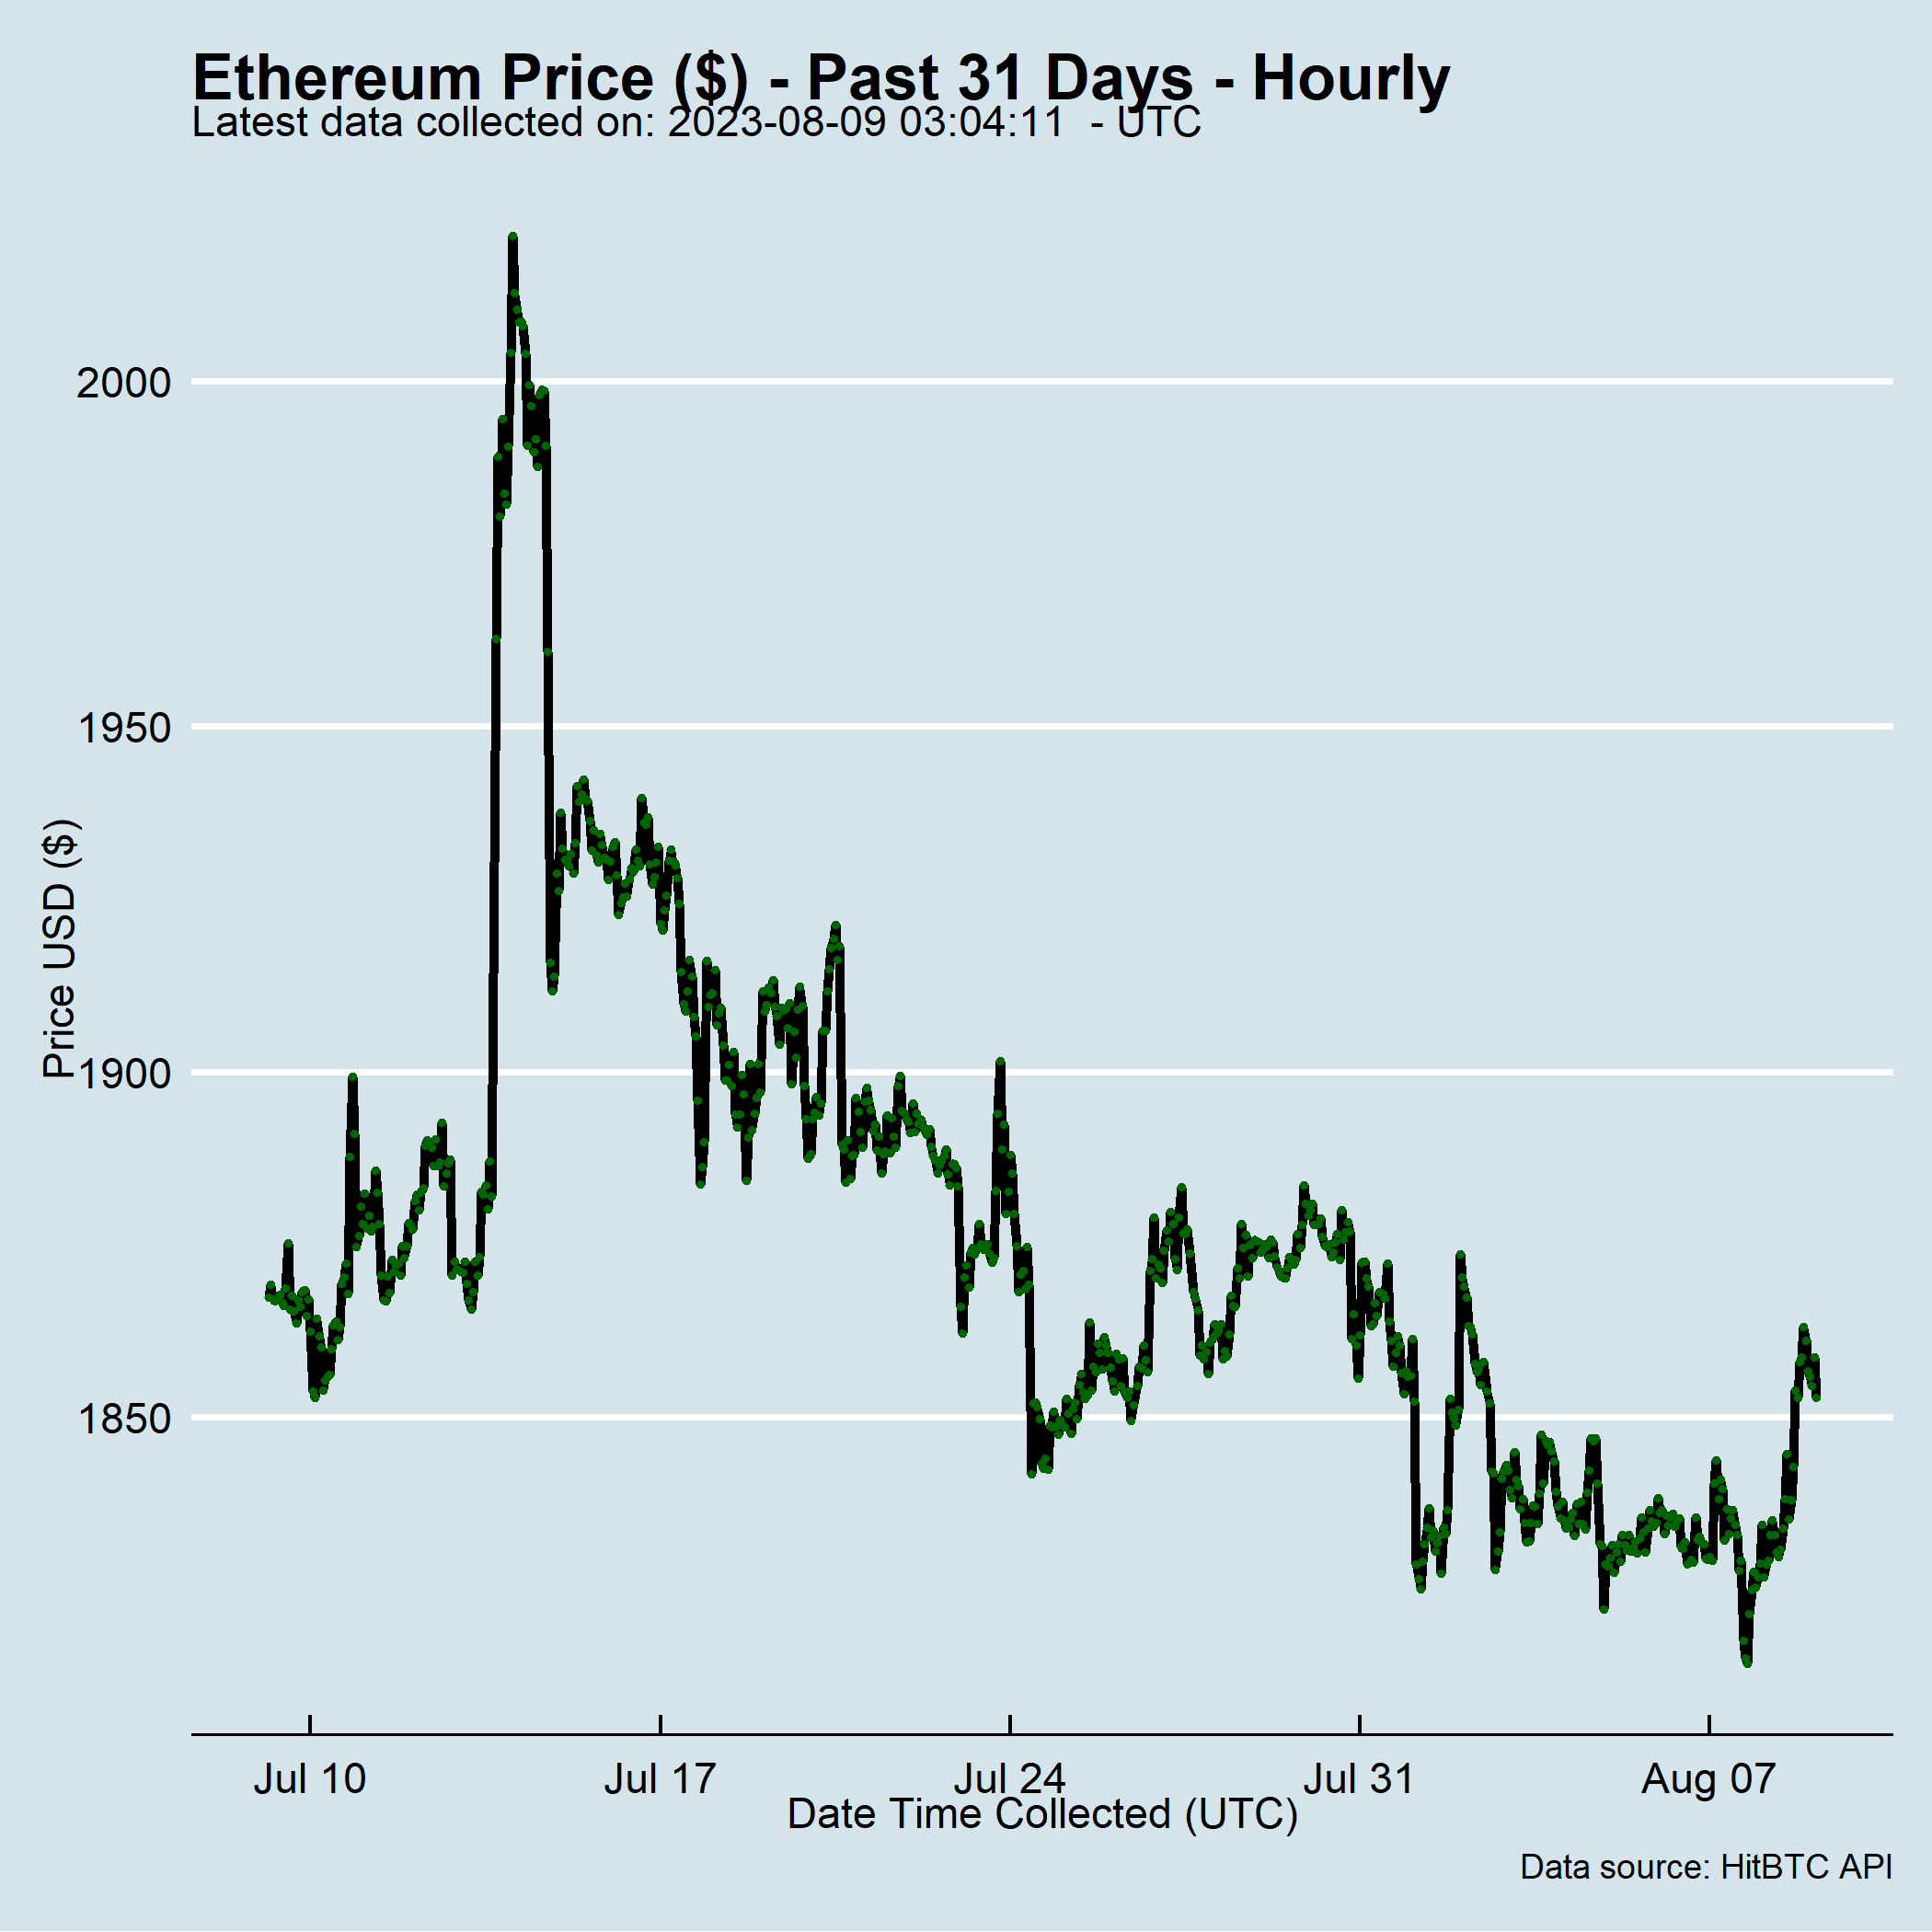 Ethereum Price ($) - Past 31 Days - Hourly
Latest data collected on: 2023-08-09 03:04:11  - UTC
2000
1950
1900
1850
Price USD ($)
Jul 10 Jul 17 Jul 24 Jul 31 Aug 07
Date Time Collected (UTC)
Data source: HitBTC API